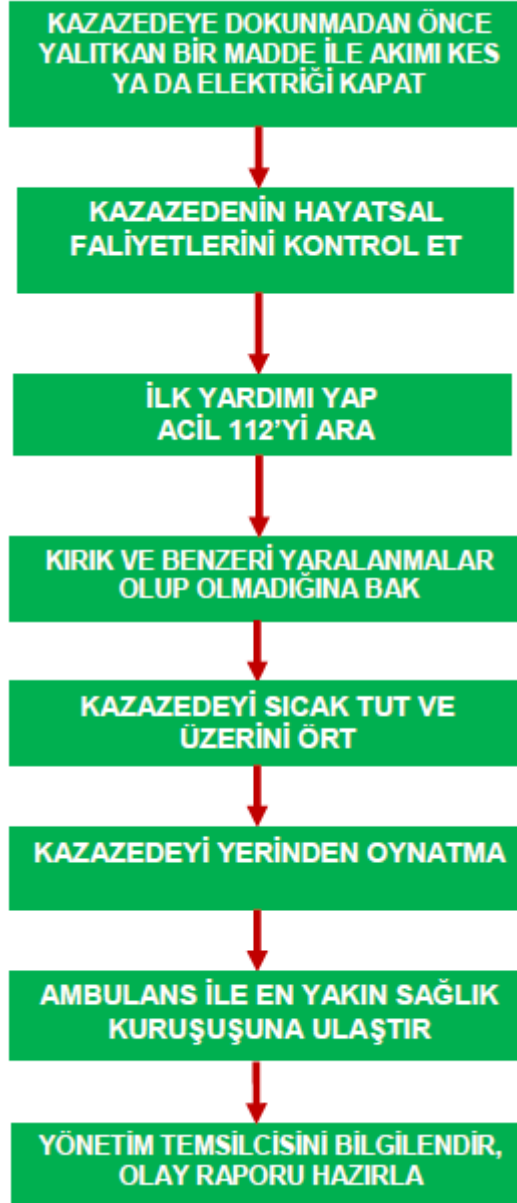 KAZAZEDEYE DOKUNMADAN ÖNCE
YALITKAN BİR MADDE İLE AKIMI KES
YA DA ELEKTRİĞİ KAPAT
KAZAZEDENİN HAYATSAL
FALİYETLERİNİ KONTROL ET
İLK YARDIMI YAP
ACİL 112'Yİ ARA
KIRIK VE BENZERİ YARALANMALAR
OLUP OLMADIĞINA BAK
KAZAZEDEYİ SICAK TUT VE
ÜZERİNİ ÖRT
KAZAZEDEYİ YERİNDEN OYNATMA
AMBULANS İLE EN YAKIN SAĞLIK
KURUŞUŞUNA ULAŞTIR
YÖNETİM TEMSİLCİSİNİ BİLGİLENDİR,
OLAY RAPORU HAZIRLA